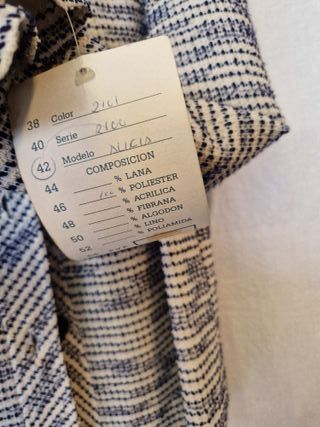 38 Color 2101
40 Serie 2100
42 Modelo ALICIA
COMPOSICION
44 % LANA
100 % POLIESTER
46 % ACRILICA
% FIBRANA
48 % ALGODON
50 % LINO
52 % POLIAMIDA